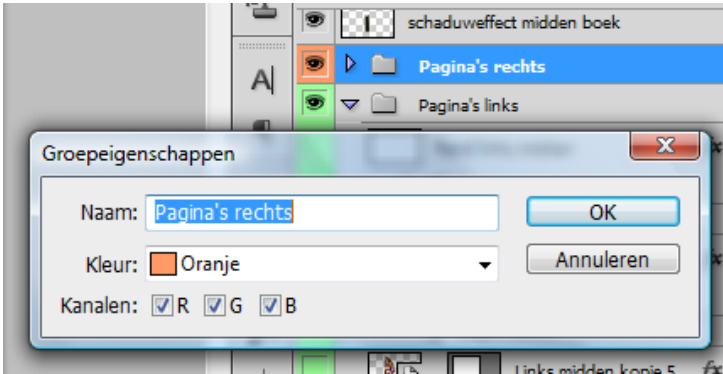 schaduweffect midden boek
A
Pagina's rechts
Pagina's links
Groepeigenschappen
Naam: Pagina's rechts
OK
Kleur: Oranje
Annuleren
Kanalen: R G B
Links midden kopie 5 fx